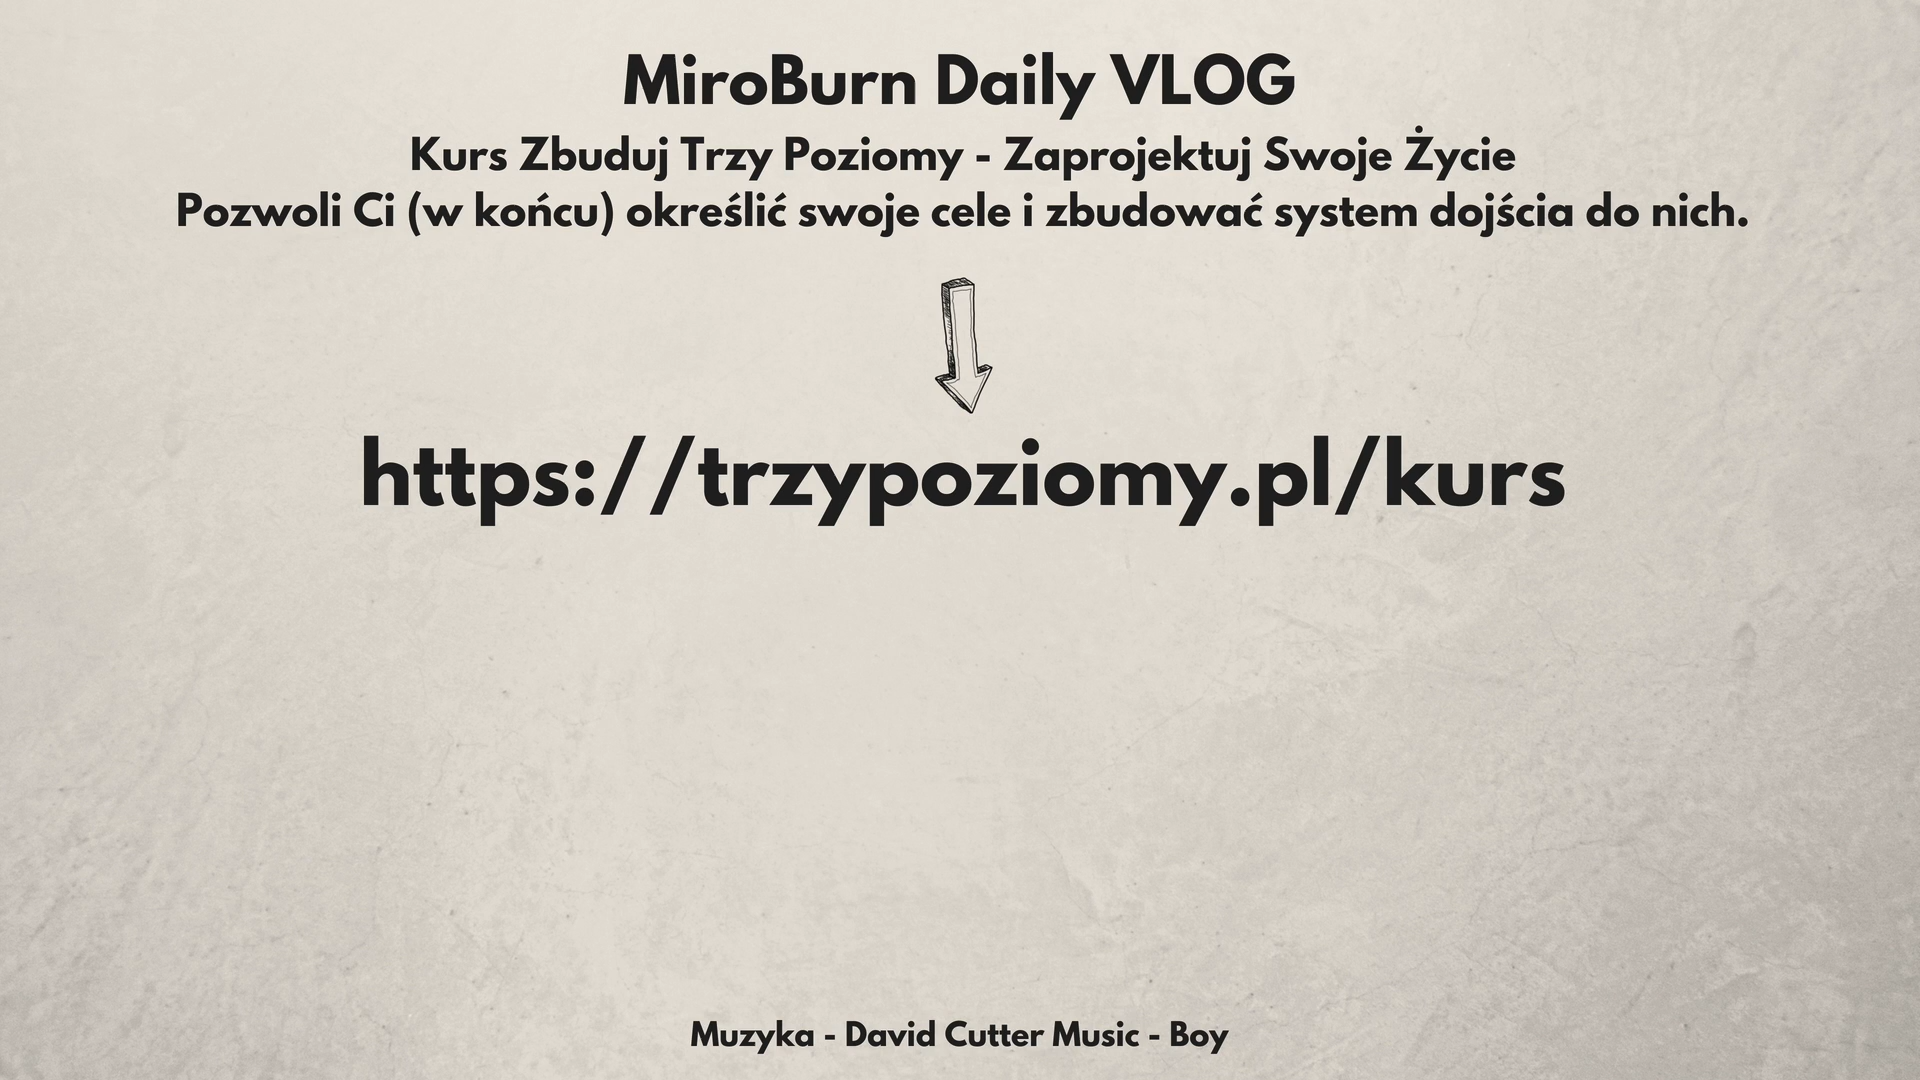 MiroBurn Daily VLOG
Kurs Zbuduj Trzy Poziomy - Zaprojektuj Swoje Życie
Pozwoli Ci (w końcu) określić swoje cele i zbudować system dojścia do nich.
https://trzypoziomy.pl/kurs
Muzyka - David Cutter Music - Boy